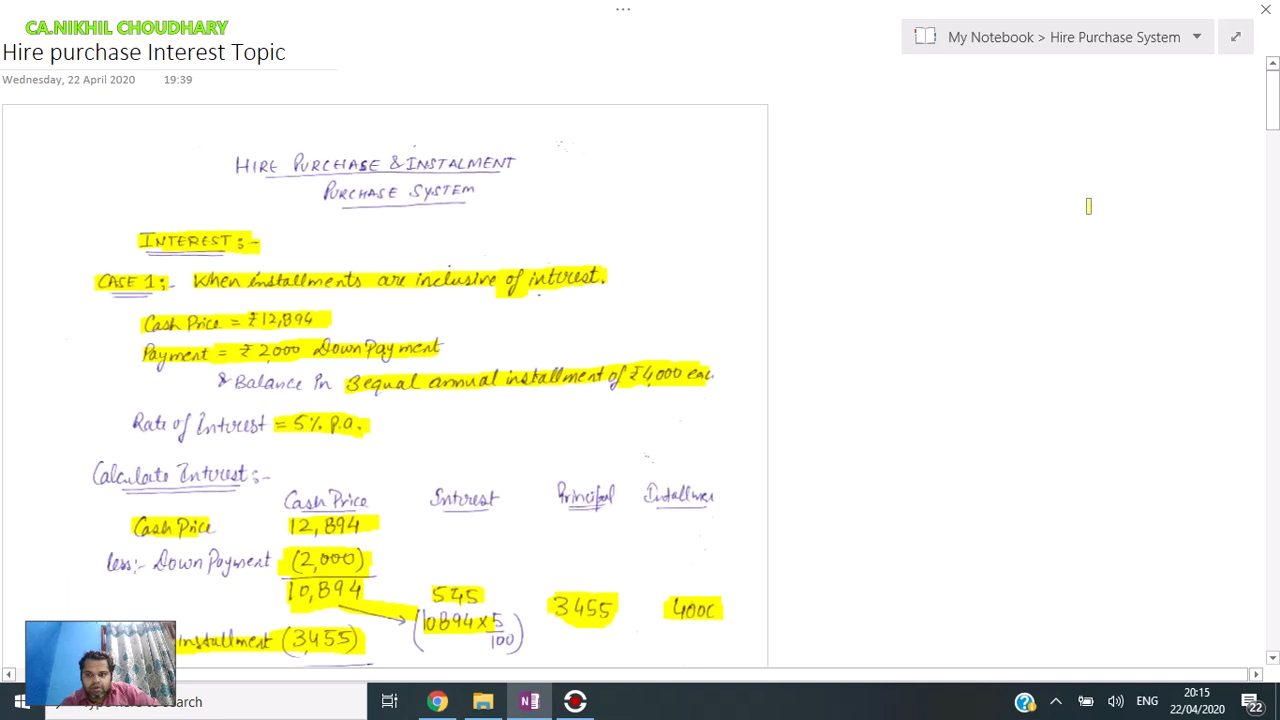 CA.NIKHIL CHOUDHARY
Hire purchase Interest Topic
My Notebook > Hire Purchase System
Wednesday, 22 April 2020 19:39
HIRE PURCHASE & INSTALMENT
PURCHASE SYSTEM
INTEREST :-
CASE 1 :- When installments are inclusive of interest.
Cash Price = ₹12,894
Payment = ₹2,000 Down Payment
& Balance In 3 equal annual installment of ₹4,000 eac
Rate of Interest = 5% P.a.
Calculate Interest :-
Cash Price Interest Principal Installmen
Cash Price 12,894
less:- Down Payment (2,000)
10,894 545 3455 4000
(10894 x 5/100)
installment (3455)
search
ENG
20:15
22/04/2020
22